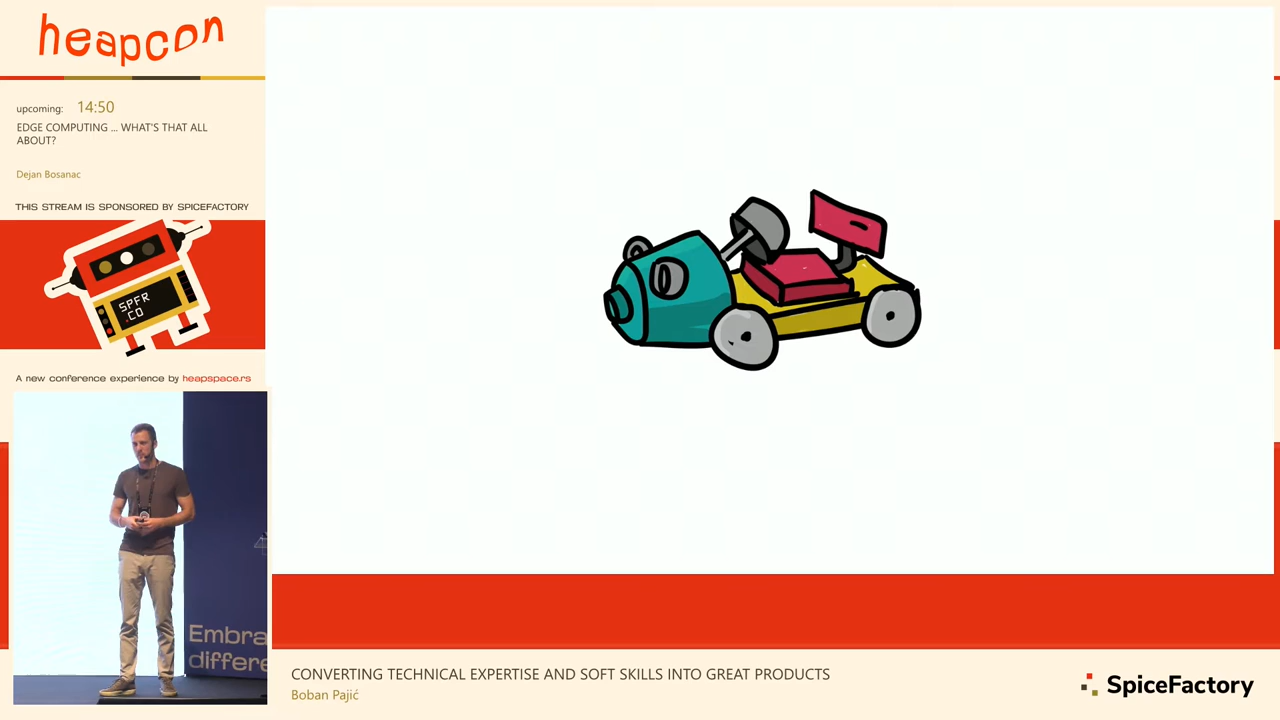 heapcon
upcoming: 14:50
EDGE COMPUTING ... WHAT'S THAT ALL
ABOUT?
Dejan Bosanac
THIS STREAM IS SPONSORED BY SPICEFACTORY
SPFR
.CO
A new conference experience by heapspace.rs
Embra
differe
CONVERTING TECHNICAL EXPERTISE AND SOFT SKILLS INTO GREAT PRODUCTS
Boban Pajić
SpiceFactory